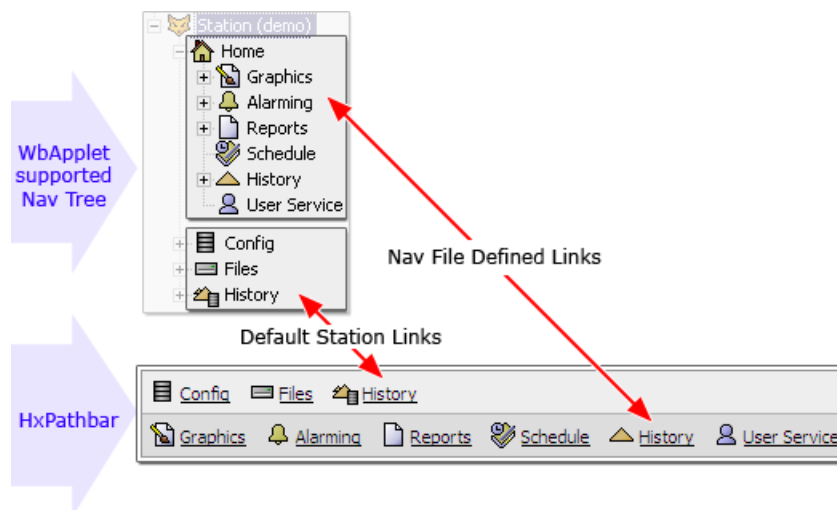 Station (demo)
Home
Graphics
Alarming
Reports
Schedule
History
User Service
Config
Files
History
WbApplet
supported
Nav Tree
Nav File Defined Links
Default Station Links
HxPathbar
Config Files History
Graphics Alarming Reports Schedule History User Service